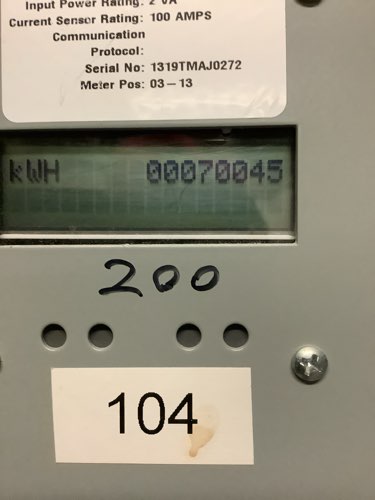 Input Power Rating: 2 VA
Current Sensor Rating: 100 AMPS
Communication
Protocol:
Serial No: 1319TMAJ0272
Meter Pos: 03-13
kWH 00070045
200
104